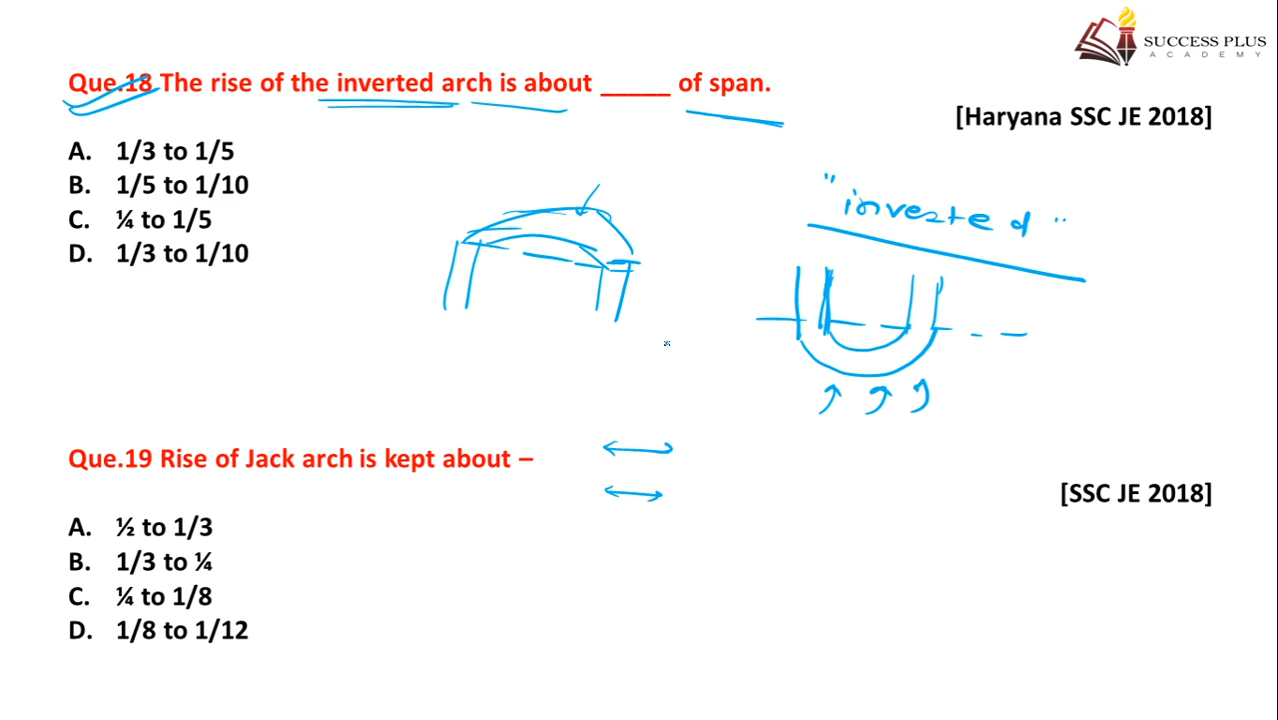 SUCCESS PLUS
ACADEMY
Que.18 The rise of the inverted arch is about _____ of span.
[Haryana SSC JE 2018]
A. 1/3 to 1/5
B. 1/5 to 1/10
C. ¼ to 1/5
D. 1/3 to 1/10
"inverted"
Que.19 Rise of Jack arch is kept about –
[SSC JE 2018]
A. ½ to 1/3
B. 1/3 to ¼
C. ¼ to 1/8
D. 1/8 to 1/12